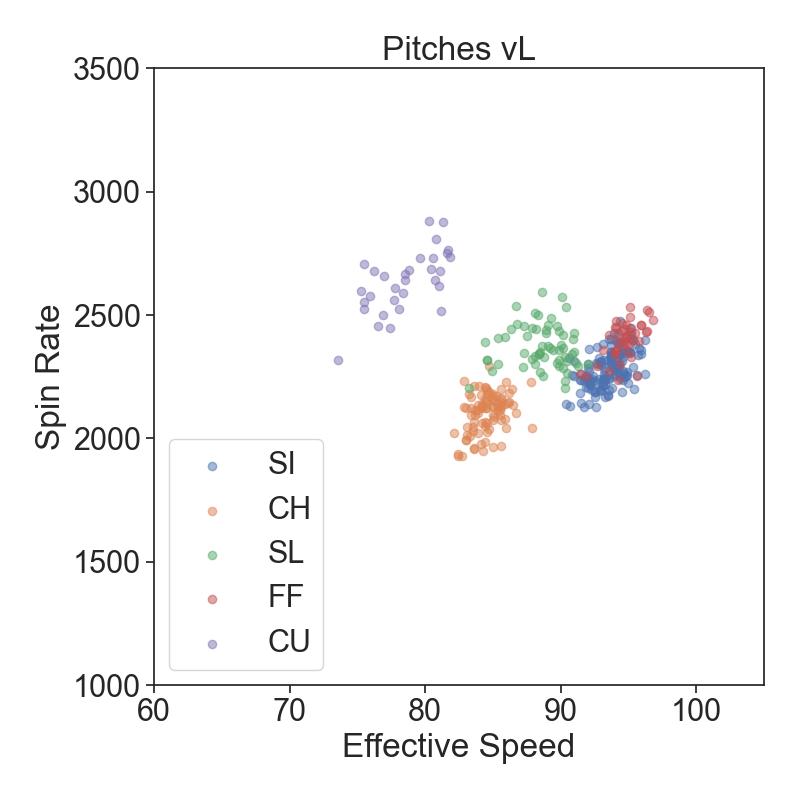 Pitches vL
3500
3000
2500
2000
1500
1000
Spin Rate
SI
CH
SL
FF
CU
60 70 80 90 100
Effective Speed